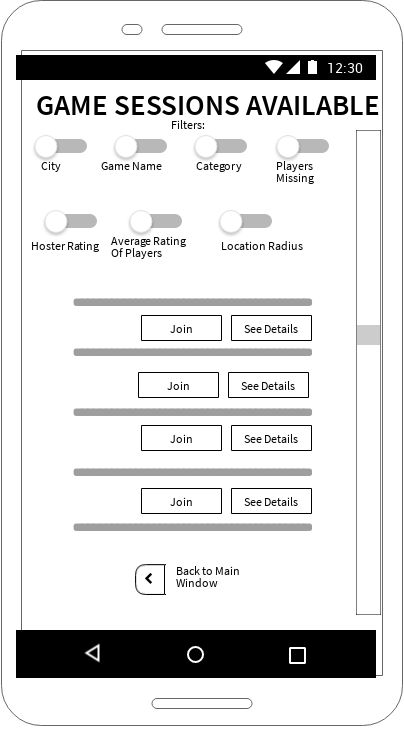 12:30
GAME SESSIONS AVAILABLE
Filters:
City
Game Name
Category
Players
Missing
Hoster Rating
Average Rating
Of Players
Location Radius
Join
See Details
Join
See Details
Join
See Details
Join
See Details
Back to Main
Window